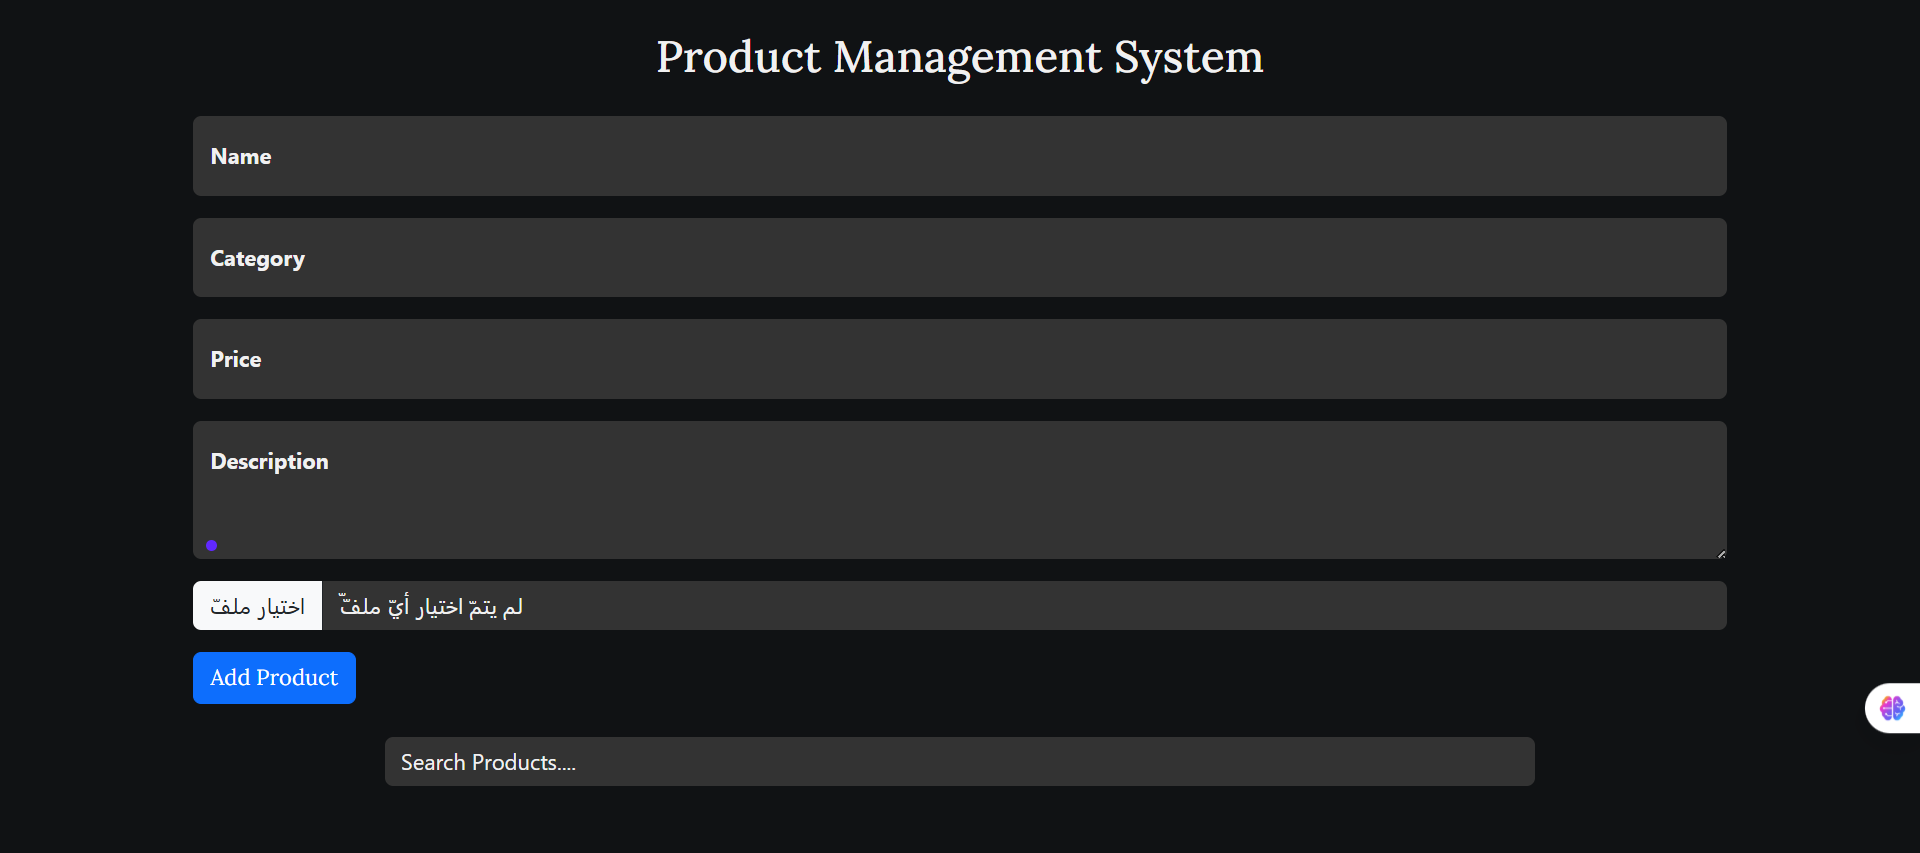 Product Management System
Name
Category
Price
Description
اختيار ملفّ لم يتمّ اختيار أيّ ملفّّ
Add Product
Search Products....